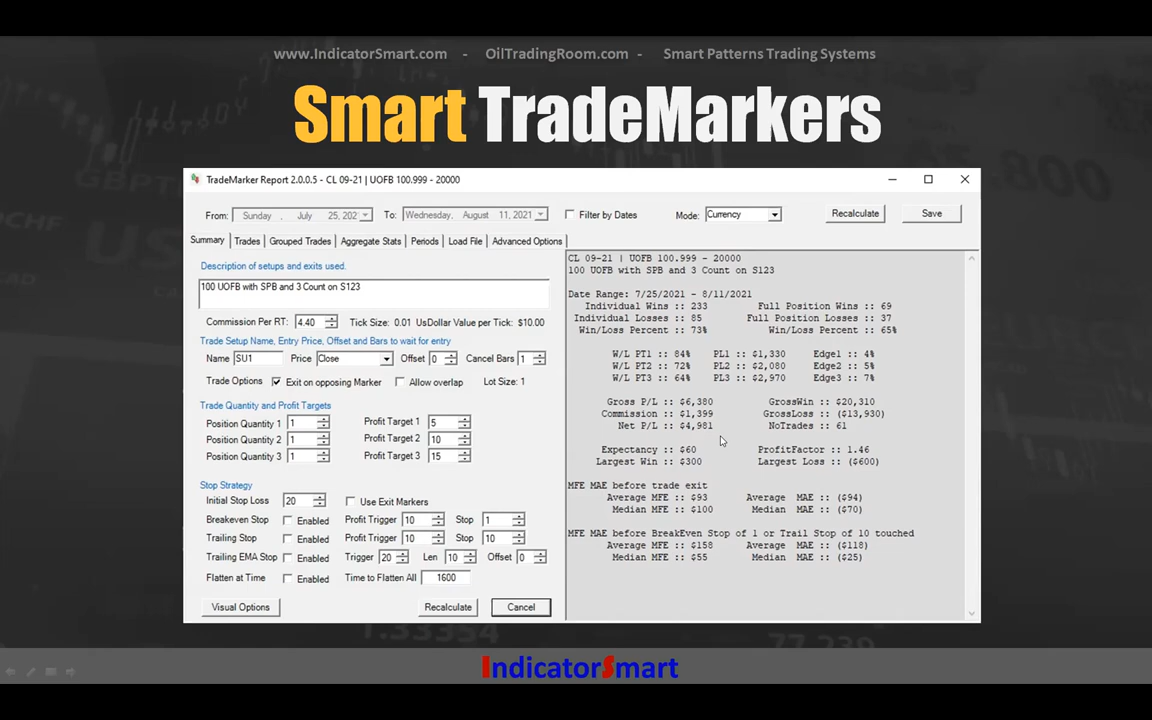 www.IndicatorSmart.com - OilTradingRoom.com - Smart Patterns Trading Systems
Smart TradeMarkers
TradeMarker Report 2.0.0.5 - CL 09-21 | UOFB 100.999 - 20000
From: Sunday , July 25, 202 To: Wednesday, August 11, 2021 Filter by Dates Mode: Currency Recalculate Save
Summary Trades Grouped Trades Aggregate Stats Periods Load File Advanced Options
Description of setups and exits used.
100 UOFB with SPB and 3 Count on S123
Commission Per RT: 4.40 Tick Size: 0.01 UsDollar Value per Tick: $10.00
Trade Setup Name, Entry Price, Offset and Bars to wait for entry
Name SU1 Price Close Offset 0 Cancel Bars 1
Trade Options Exit on opposing Marker Allow overlap Lot Size: 1
Trade Quantity and Profit Targets
Position Quantity 1 1 Profit Target 1 5
Position Quantity 2 1 Profit Target 2 10
Position Quantity 3 1 Profit Target 3 15
Stop Strategy
Initial Stop Loss 20 Use Exit Markers
Breakeven Stop Enabled Profit Trigger 10 Stop 1
Trailing Stop Enabled Profit Trigger 10 Stop 10
Trailing EMA Stop Enabled Trigger 20 Len 10 Offset 0
Flatten at Time Enabled Time to Flatten All 1600
Visual Options Recalculate Cancel
CL 09-21 | UOFB 100.999 - 20000
100 UOFB with SPB and 3 Count on S123
Date Range: 7/25/2021 - 8/11/2021
Individual Wins :: 233 Full Position Wins :: 69
Individual Losses :: 85 Full Position Losses :: 37
Win/Loss Percent :: 73% Win/Loss Percent :: 65%
W/L PT1 :: 84% PL1 :: $1,330 Edge1 :: 4%
W/L PT2 :: 72% PL2 :: $2,080 Edge2 :: 5%
W/L PT3 :: 64% PL3 :: $2,970 Edge3 :: 7%
Gross P/L :: $6,380 GrossWin :: $20,310
Commission :: $1,399 GrossLoss :: ($13,930)
Net P/L :: $4,981 NoTrades :: 61
Expectancy :: $60 ProfitFactor :: 1.46
Largest Win :: $300 Largest Loss :: ($600)
MFE MAE before trade exit
Average MFE :: $93 Average MAE :: ($94)
Median MFE :: $100 Median MAE :: ($70)
MFE MAE before BreakEven Stop of 1 or Trail Stop of 10 touched
Average MFE :: $158 Average MAE :: ($118)
Median MFE :: $55 Median MAE :: ($25)
1.33354
77.239
IndicatorSmart